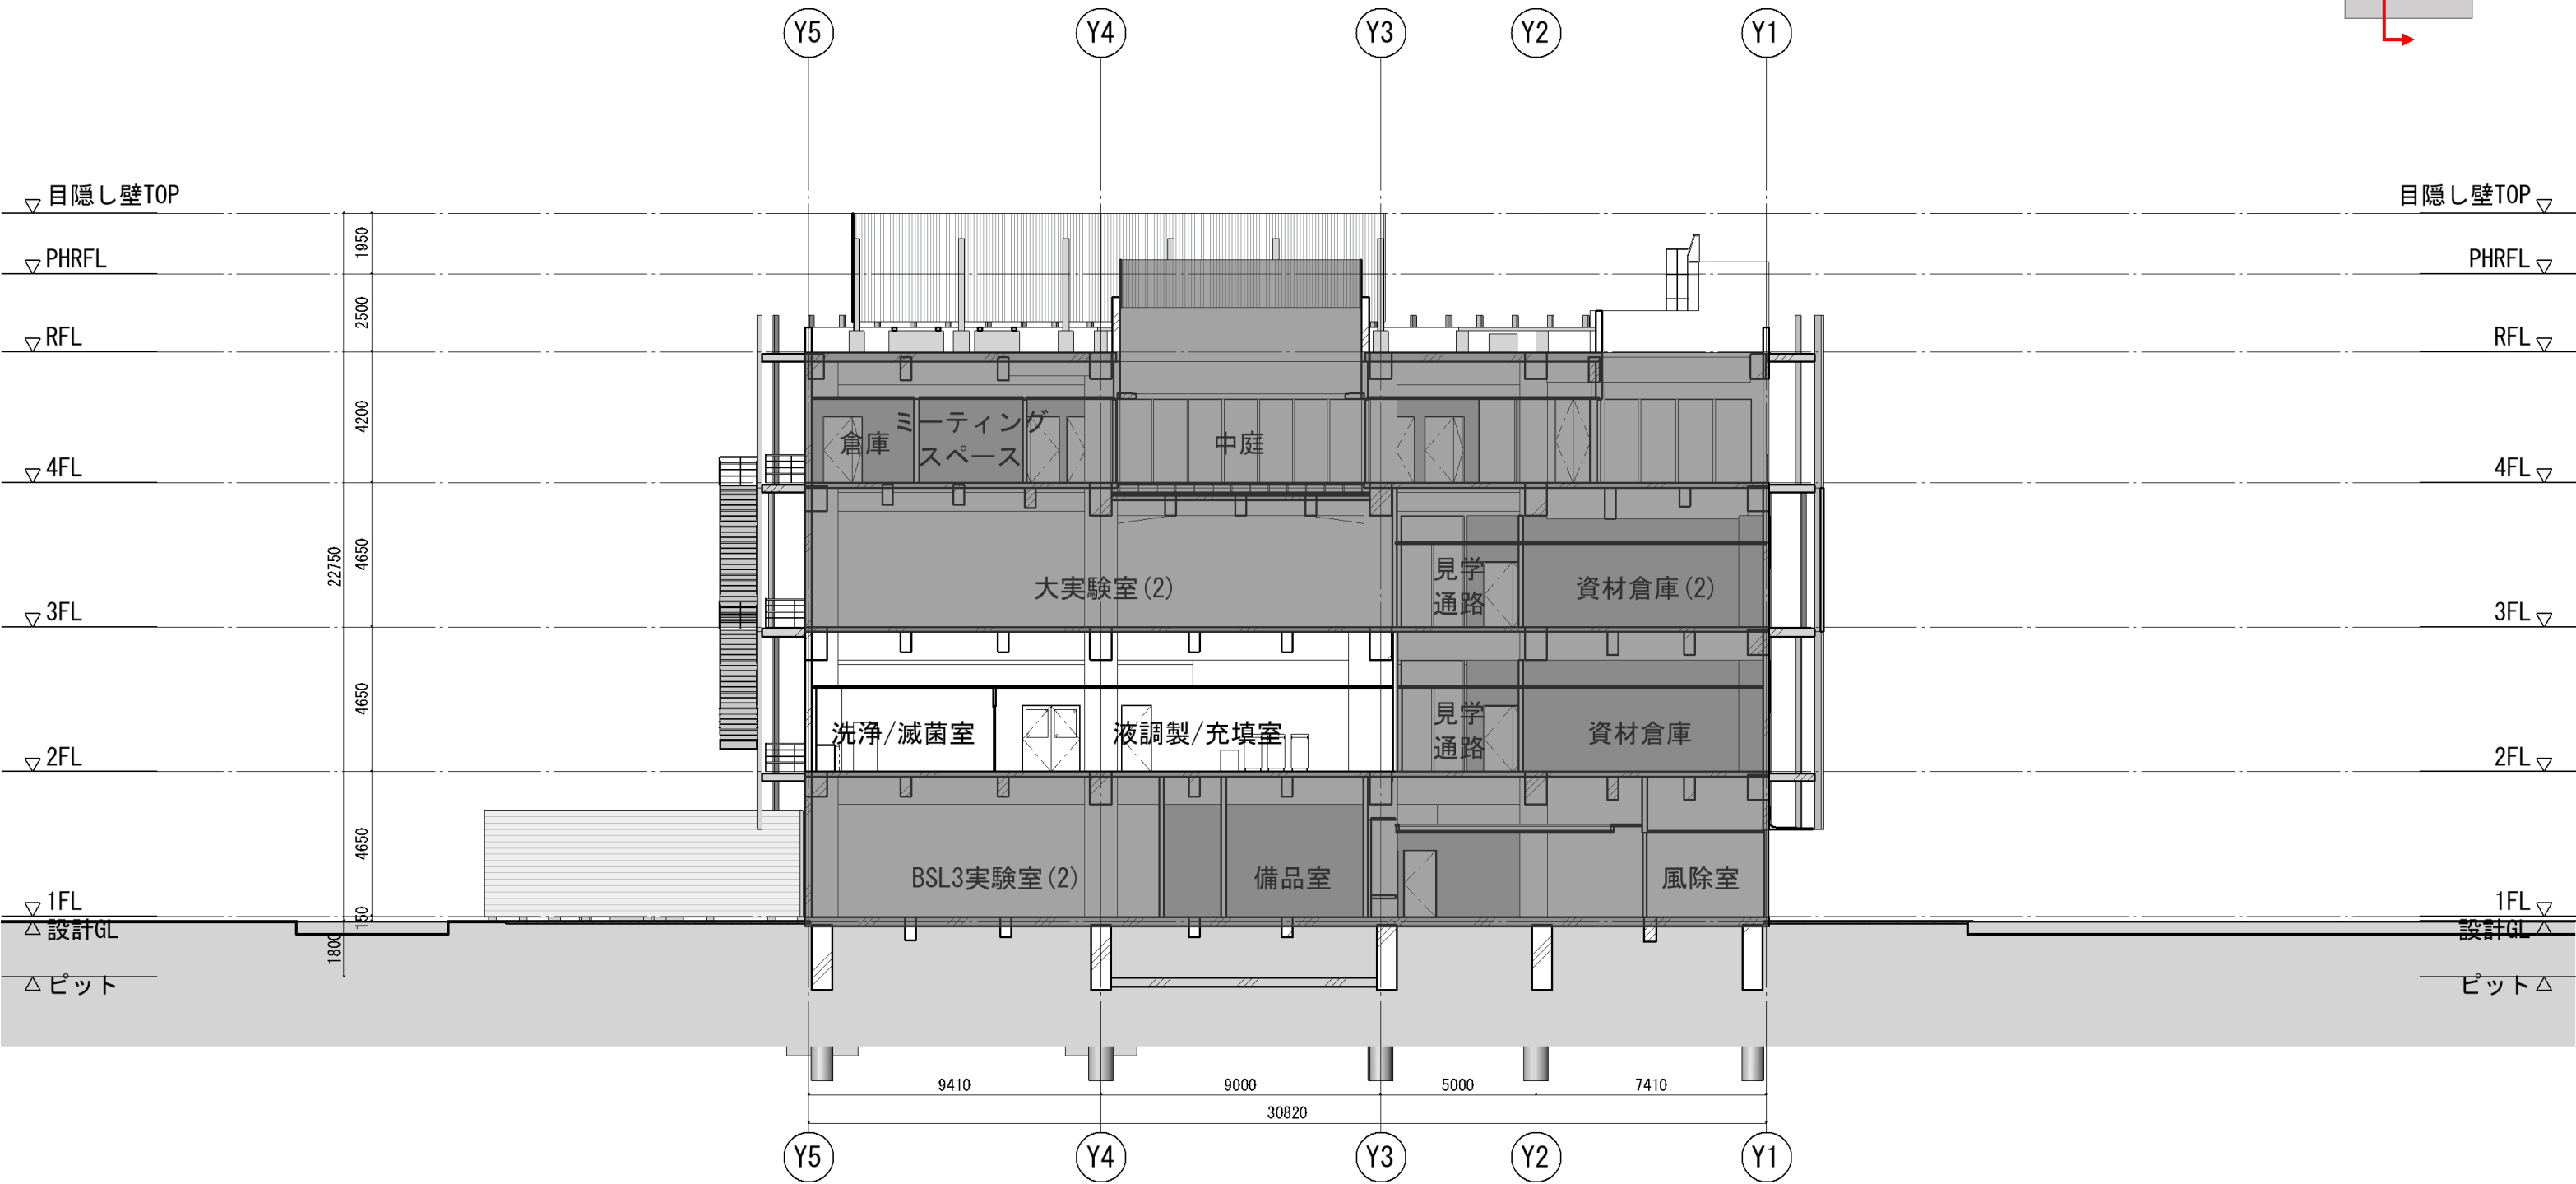 Y5 Y4 Y3 Y2 Y1
目隠し壁TOP 目隠し壁TOP
1950
PHRFL PHRFL
2500
RFL RFL
4200
倉庫
ミーティング
スペース
中庭
4FL 4FL
22750
4650
大実験室(2)
見学
通路
資材倉庫(2)
3FL 3FL
4650
洗浄/滅菌室
液調製/充填室
見学
通路
資材倉庫
2FL 2FL
4650
BSL3実験室(2)
備品室
風除室
1FL 1FL
150
設計GL 設計GL
1800
ピット ピット
9410 9000 5000 7410
30820
Y5 Y4 Y3 Y2 Y1